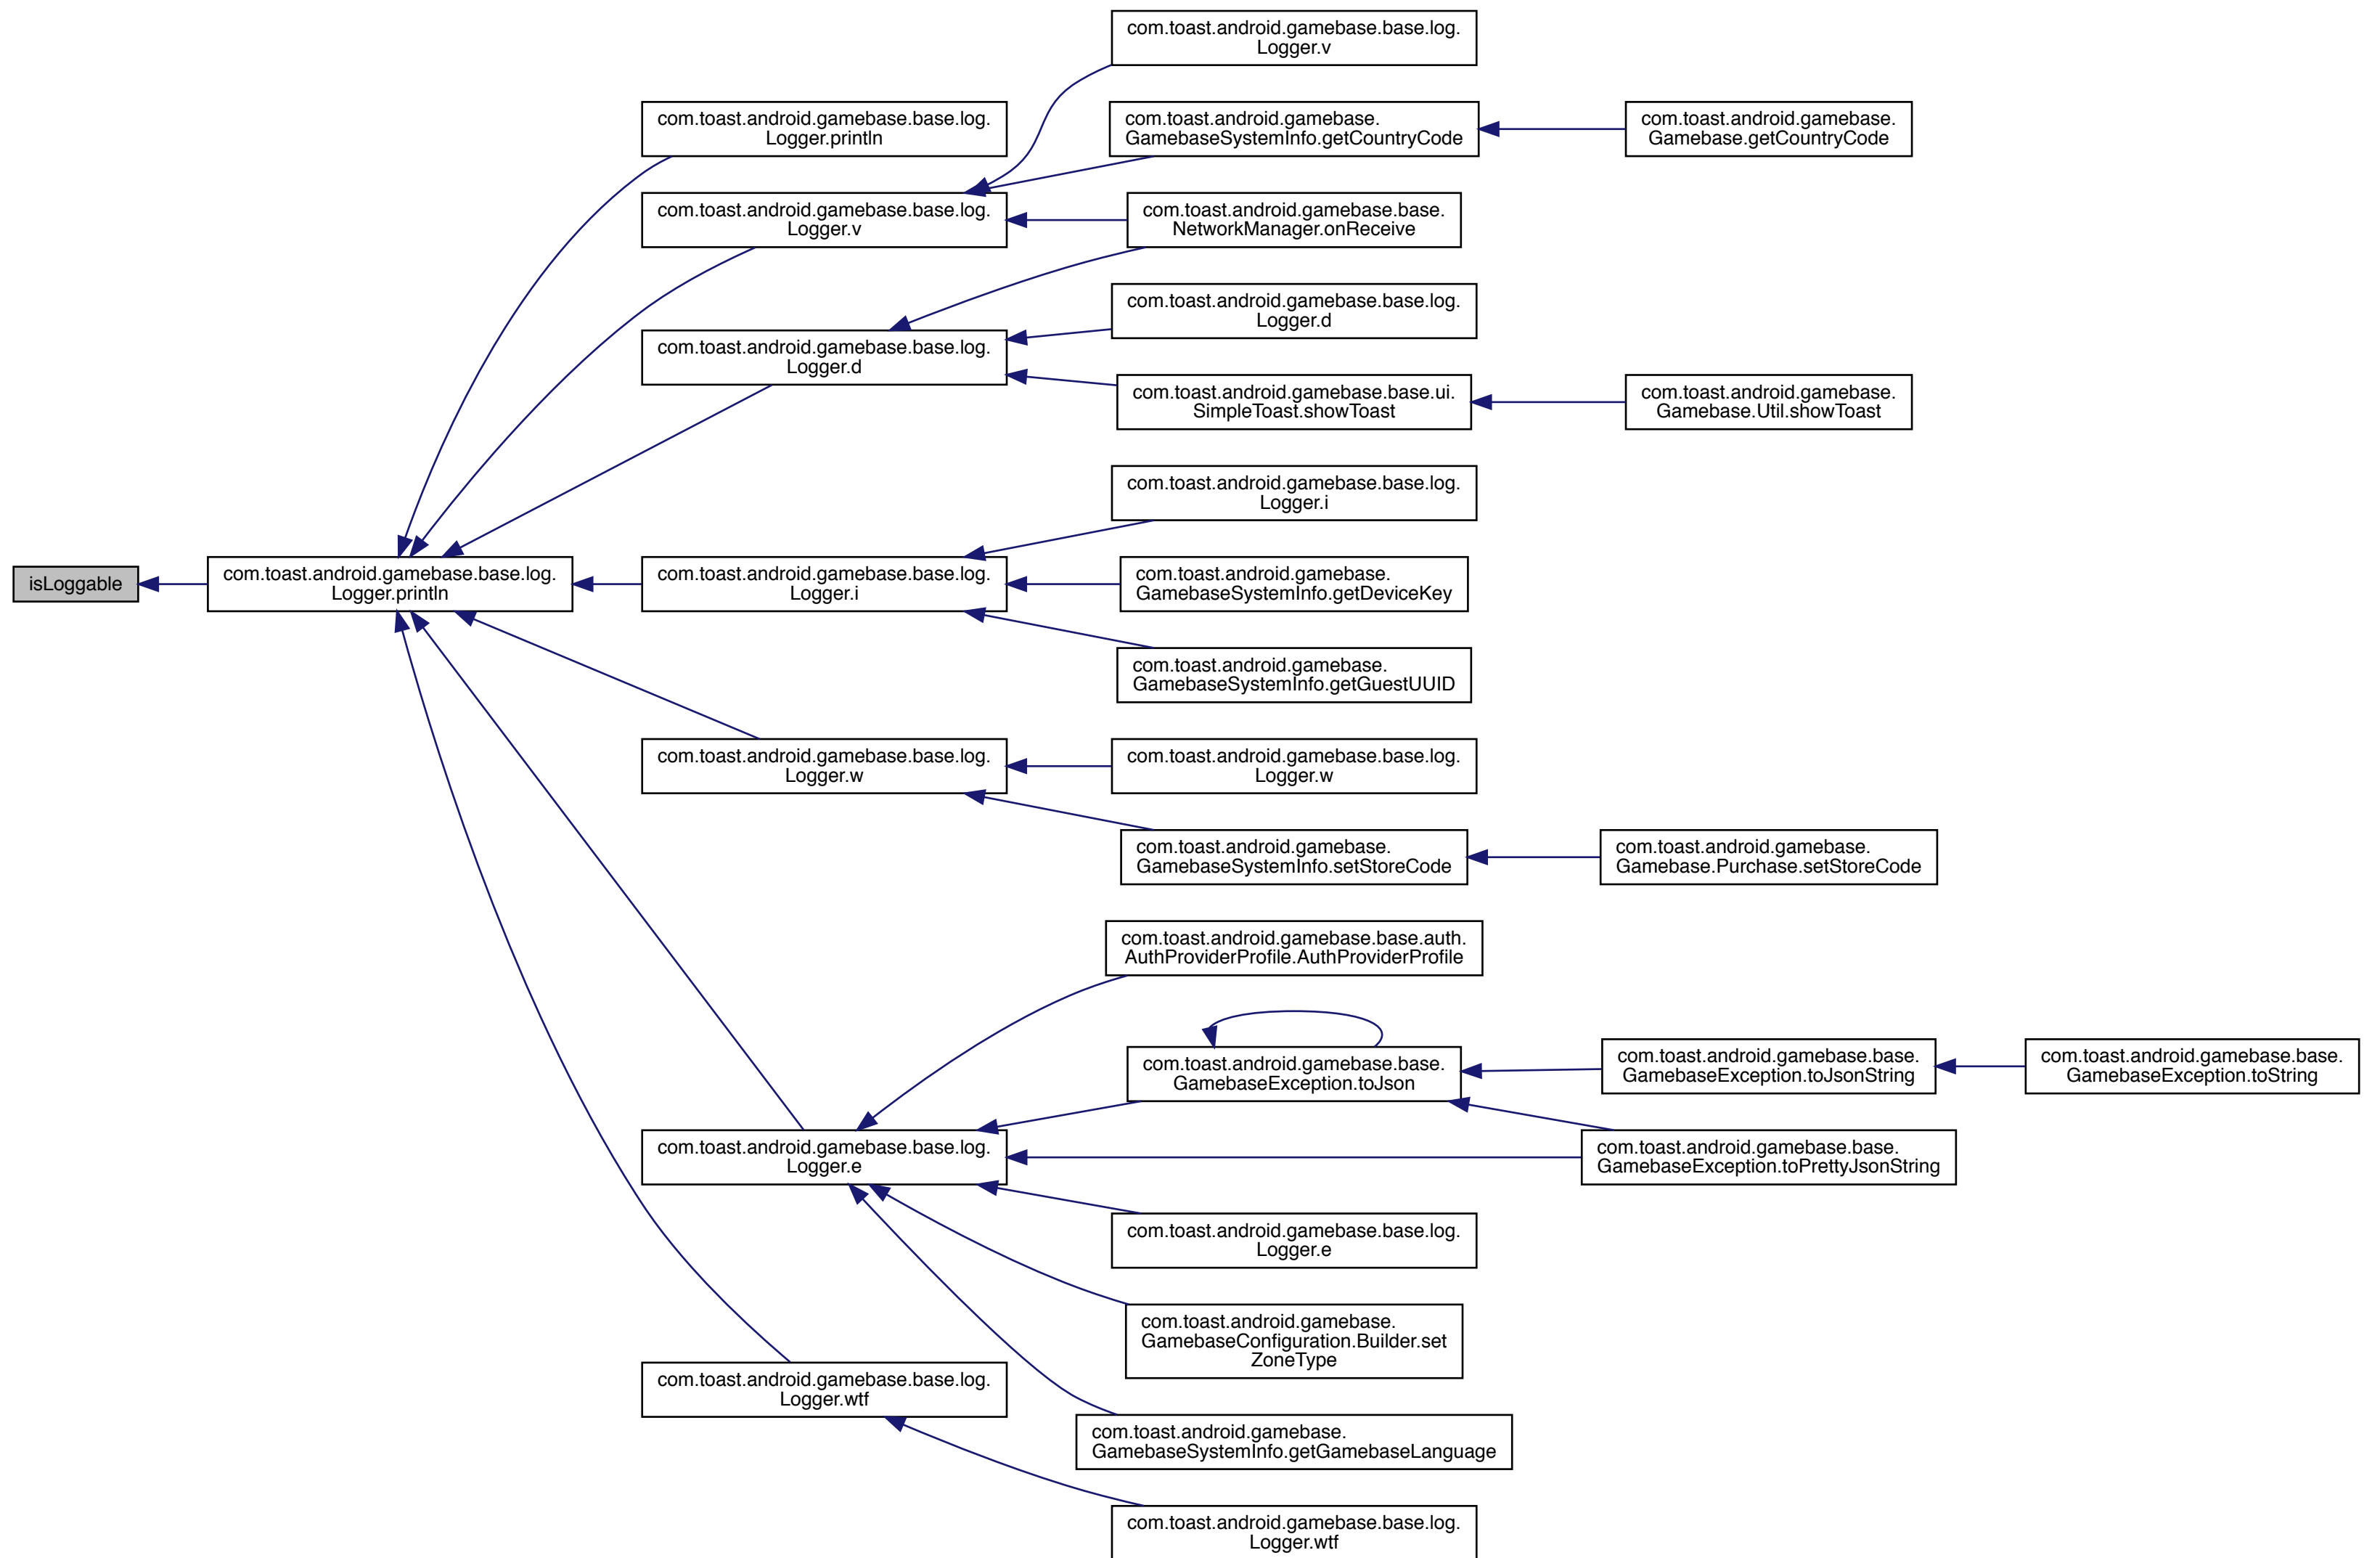 com.toast.android.gamebase.base.log.
Logger.v
com.toast.android.gamebase.base.log.
Logger.println
com.toast.android.gamebase.
GamebaseSystemInfo.getCountryCode
com.toast.android.gamebase.
Gamebase.getCountryCode
com.toast.android.gamebase.base.log.
Logger.v
com.toast.android.gamebase.base.
NetworkManager.onReceive
com.toast.android.gamebase.base.log.
Logger.d
com.toast.android.gamebase.base.log.
Logger.d
com.toast.android.gamebase.base.ui.
SimpleToast.showToast
com.toast.android.gamebase.
Gamebase.Util.showToast
com.toast.android.gamebase.base.log.
Logger.i
isLoggable
com.toast.android.gamebase.base.log.
Logger.println
com.toast.android.gamebase.base.log.
Logger.i
com.toast.android.gamebase.
GamebaseSystemInfo.getDeviceKey
com.toast.android.gamebase.
GamebaseSystemInfo.getGuestUUID
com.toast.android.gamebase.base.log.
Logger.w
com.toast.android.gamebase.base.log.
Logger.w
com.toast.android.gamebase.
GamebaseSystemInfo.setStoreCode
com.toast.android.gamebase.
Gamebase.Purchase.setStoreCode
com.toast.android.gamebase.base.auth.
AuthProviderProfile.AuthProviderProfile
com.toast.android.gamebase.base.
GamebaseException.toJson
com.toast.android.gamebase.base.
GamebaseException.toJsonString
com.toast.android.gamebase.base.
GamebaseException.toString
com.toast.android.gamebase.base.log.
Logger.e
com.toast.android.gamebase.base.
GamebaseException.toPrettyJsonString
com.toast.android.gamebase.base.log.
Logger.e
com.toast.android.gamebase.
GamebaseConfiguration.Builder.set
ZoneType
com.toast.android.gamebase.base.log.
Logger.wtf
com.toast.android.gamebase.
GamebaseSystemInfo.getGamebaseLanguage
com.toast.android.gamebase.base.log.
Logger.wtf